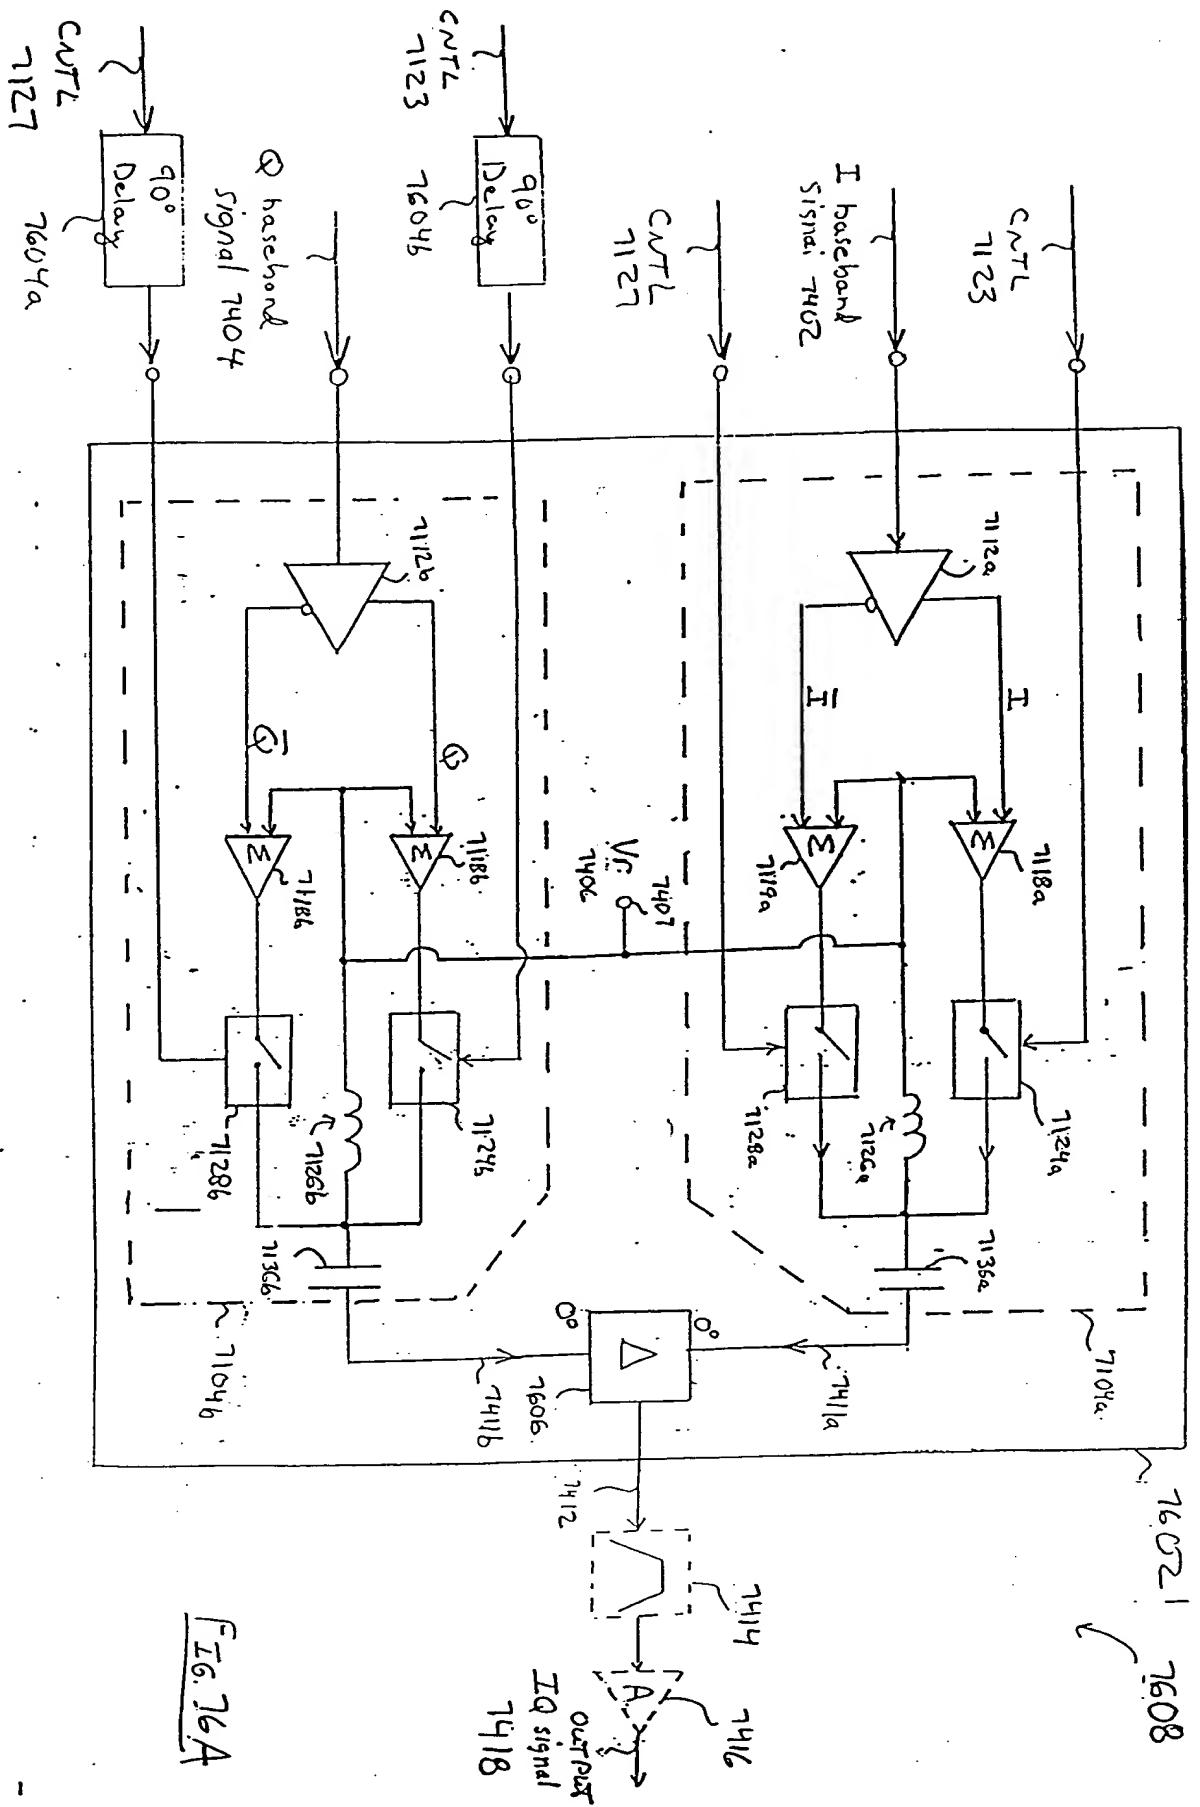 7602
7608
CNTL
7123
I baseband
signal 7402
CNTL
7127
CNTL
7123
90°
Delay
7604b
Q baseband
signal 7404
CNTL
7127
90°
Delay
7604a
7112a
I
Ī
Σ
7118a
Σ
7119a
7124a
7126a
7128a
7136a
7104a
Vr
7406
7407
7112b
Q
Q̄
Σ
7118b
Σ
7118b
7124b
7126b
7128b
7136b
7104b
0°
0°
7411a
7411b
7606
7412
7414
A
7416
OUTPUT
IQ signal
7418
FIG. 76A